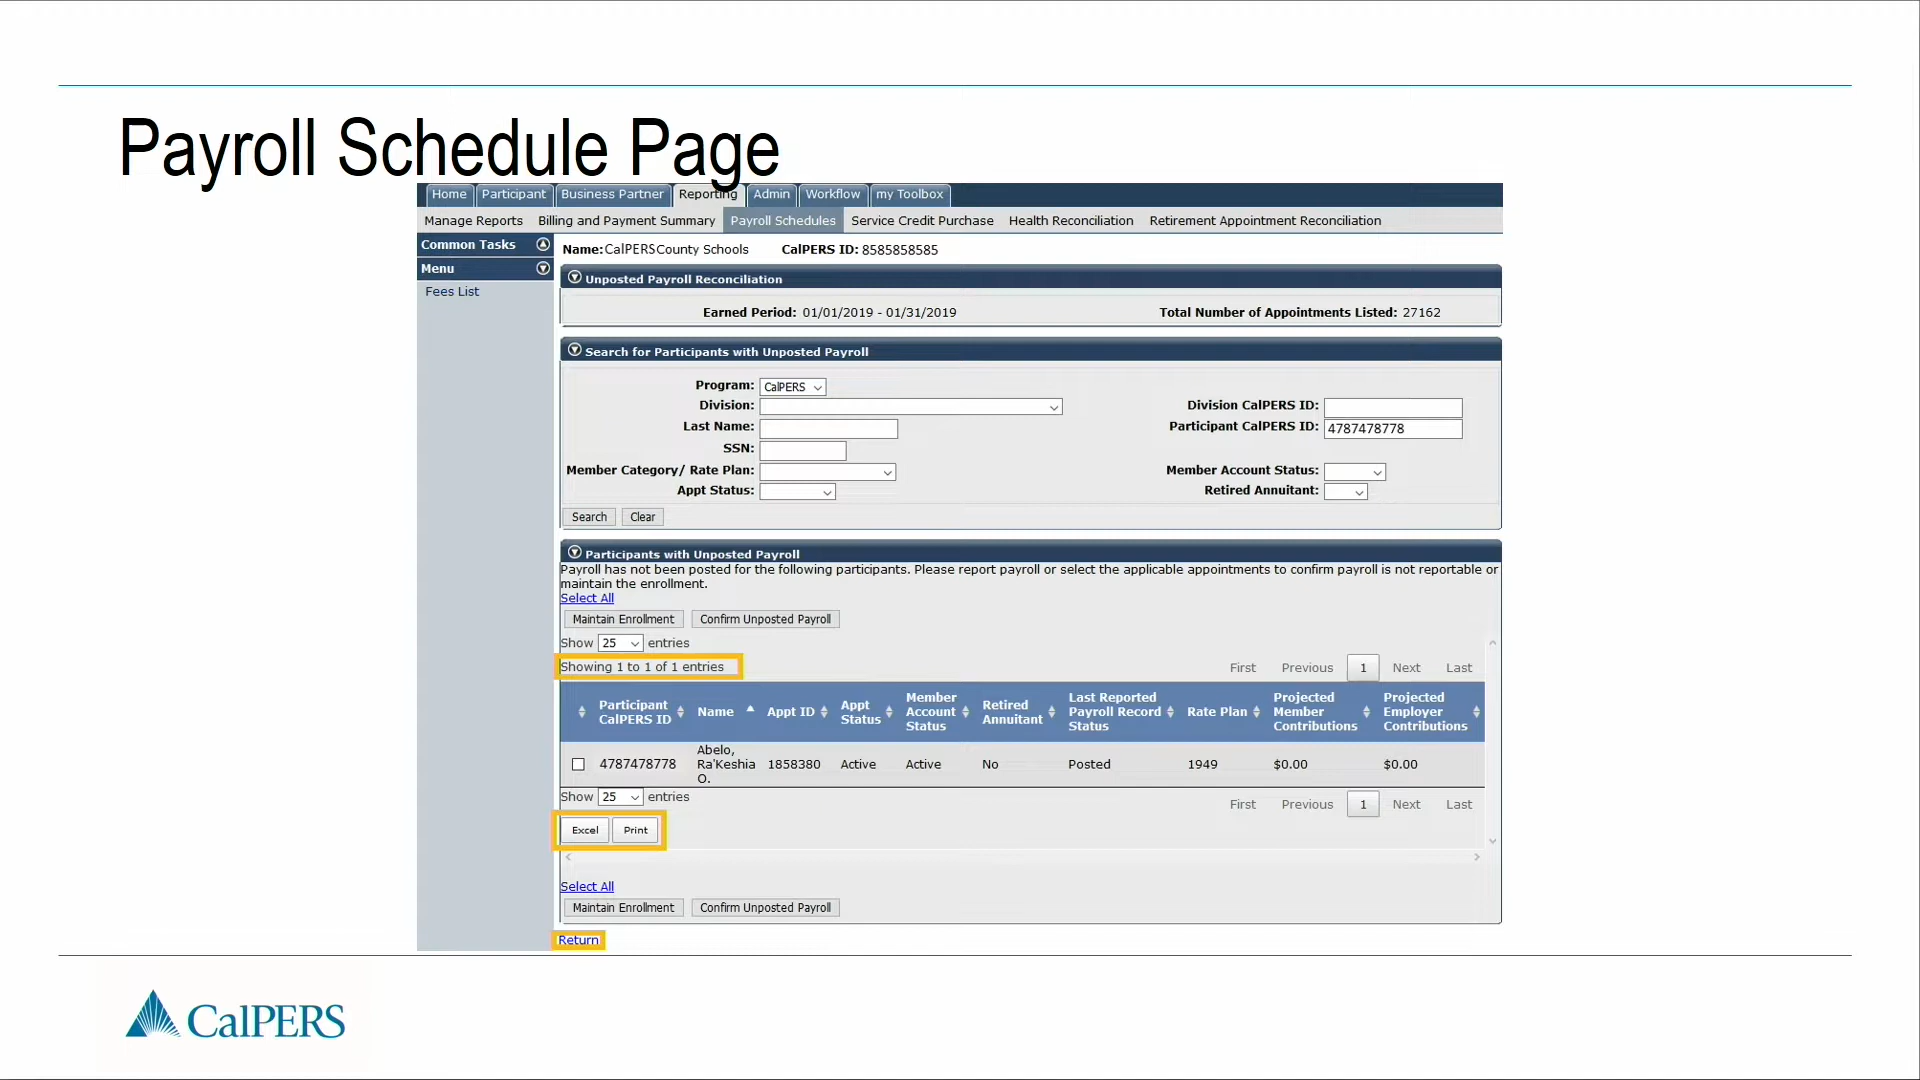 Payroll Schedule Page
Home Participant Business Partner Reporting Admin Workflow my Toolbox
Manage Reports Billing and Payment Summary Payroll Schedules Service Credit Purchase Health Reconciliation Retirement Appointment Reconciliation
Common Tasks
Menu
Fees List
Name: CalPERS County Schools CalPERS ID: 8585858585
Unposted Payroll Reconciliation
Earned Period: 01/01/2019 - 01/31/2019 Total Number of Appointments Listed: 27162
Search for Participants with Unposted Payroll
Program: CalPERS
Division: Division CalPERS ID:
Last Name: Participant CalPERS ID: 4787478778
SSN:
Member Category/ Rate Plan: Member Account Status:
Appt Status: Retired Annuitant:
Search Clear
Participants with Unposted Payroll
Payroll has not been posted for the following participants. Please report payroll or select the applicable appointments to confirm payroll is not reportable or
maintain the enrollment.
Select All
Maintain Enrollment Confirm Unposted Payroll
Show 25 entries
Showing 1 to 1 of 1 entries First Previous 1 Next Last
Participant CalPERS ID Name Appt ID Appt Status Member Account Status Retired Annuitant Last Reported Payroll Record Status Rate Plan Projected Member Contributions Projected Employer Contributions
4787478778 Abelo, Ra'Keshia O. 1858380 Active Active No Posted 1949 $0.00 $0.00
Show 25 entries First Previous 1 Next Last
Excel Print
Select All
Maintain Enrollment Confirm Unposted Payroll
Return
CalPERS